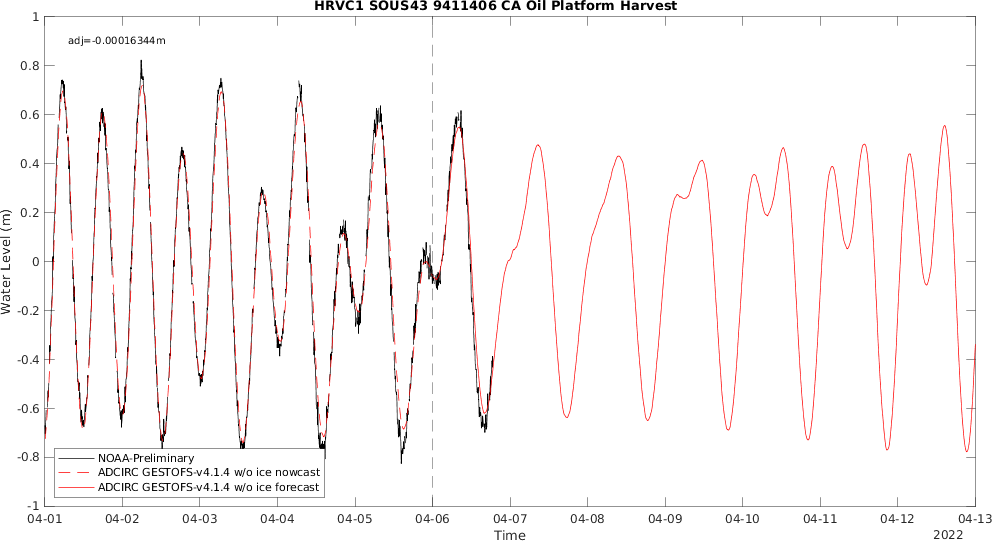 HRVC1 SOUS43 9411406 CA Oil Platform Harvest
adj=-0.00016344m
Water Level (m)
1
0.8
0.6
0.4
0.2
0
-0.2
-0.4
-0.6
-0.8
-1
NOAA-Preliminary
ADCIRC GESTOFS-v4.1.4 w/o ice nowcast
ADCIRC GESTOFS-v4.1.4 w/o ice forecast
04-01 04-02 04-03 04-04 04-05 04-06 04-07 04-08 04-09 04-10 04-11 04-12 04-13
Time
2022